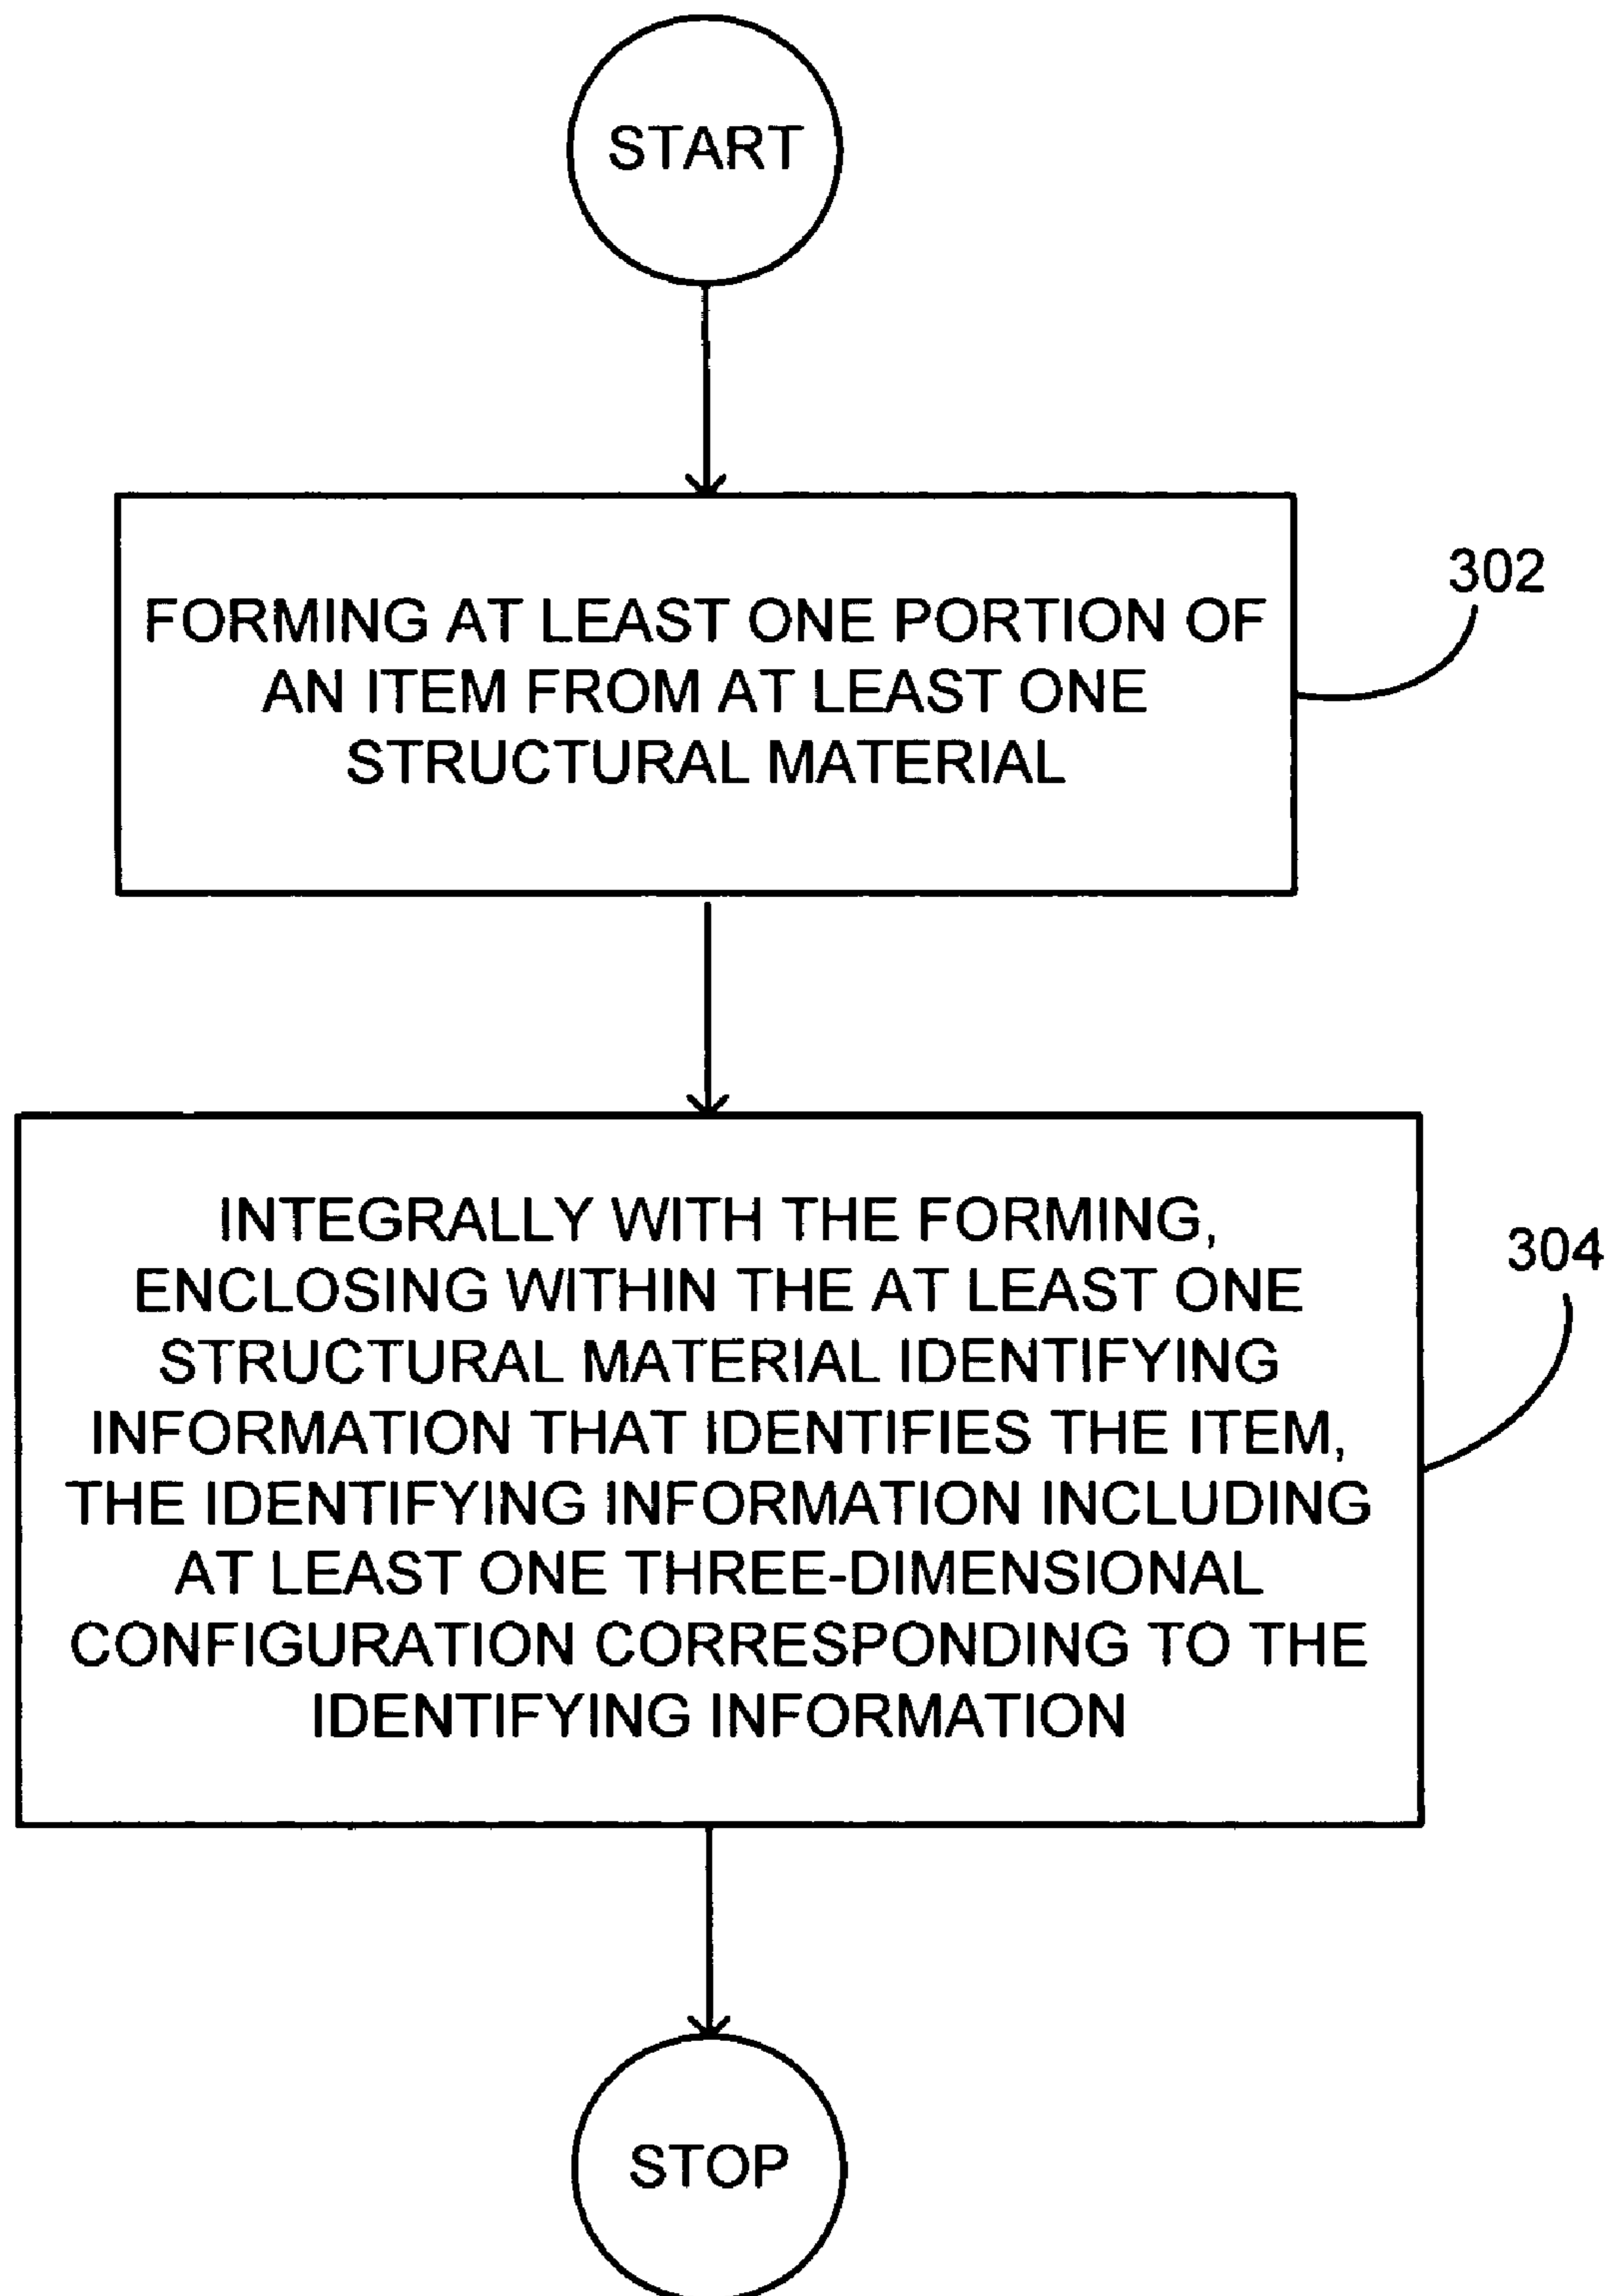 START
FORMING AT LEAST ONE PORTION OF
AN ITEM FROM AT LEAST ONE
STRUCTURAL MATERIAL
302
INTEGRALLY WITH THE FORMING,
ENCLOSING WITHIN THE AT LEAST ONE
STRUCTURAL MATERIAL IDENTIFYING
INFORMATION THAT IDENTIFIES THE ITEM,
THE IDENTIFYING INFORMATION INCLUDING
AT LEAST ONE THREE-DIMENSIONAL
CONFIGURATION CORRESPONDING TO THE
IDENTIFYING INFORMATION
304
STOP